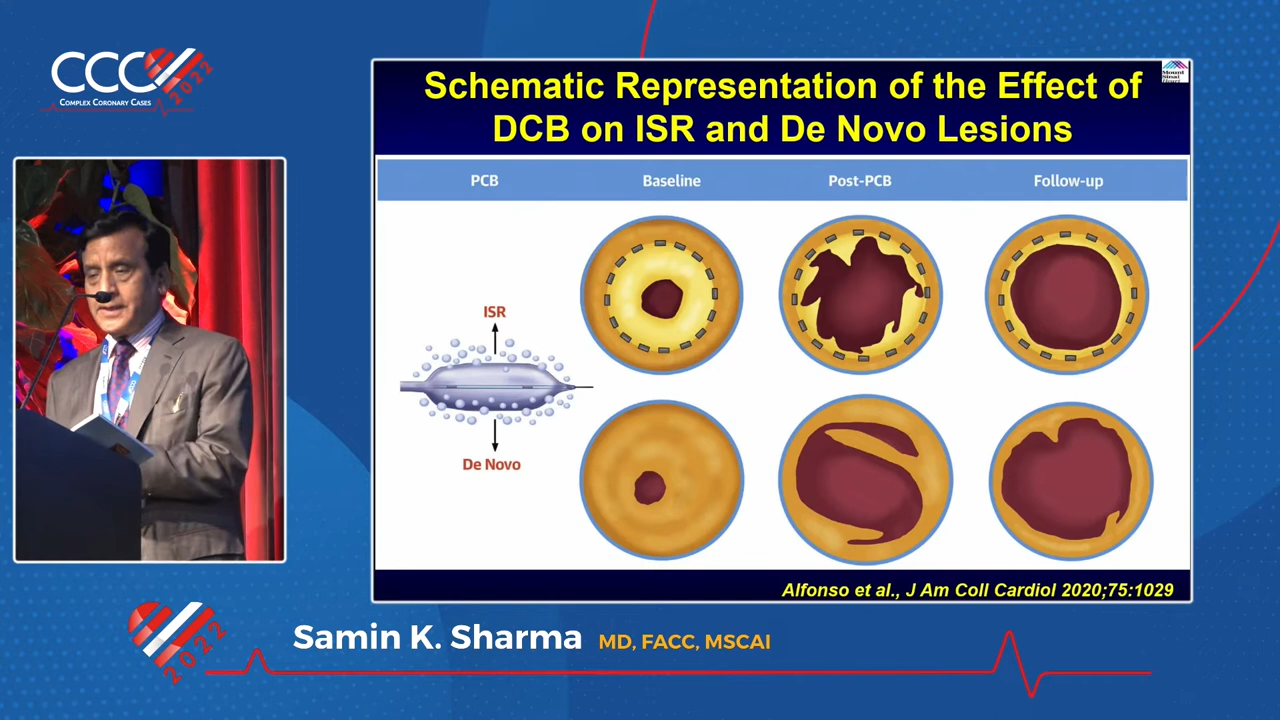 CCC 2022
COMPLEX CORONARY CASES
Mount
Sinai
Heart
Schematic Representation of the Effect of
DCB on ISR and De Novo Lesions
PCB Baseline Post-PCB Follow-up
ISR
De Novo
Alfonso et al., J Am Coll Cardiol 2020;75:1029
2022
Samin K. Sharma MD, FACC, MSCAI